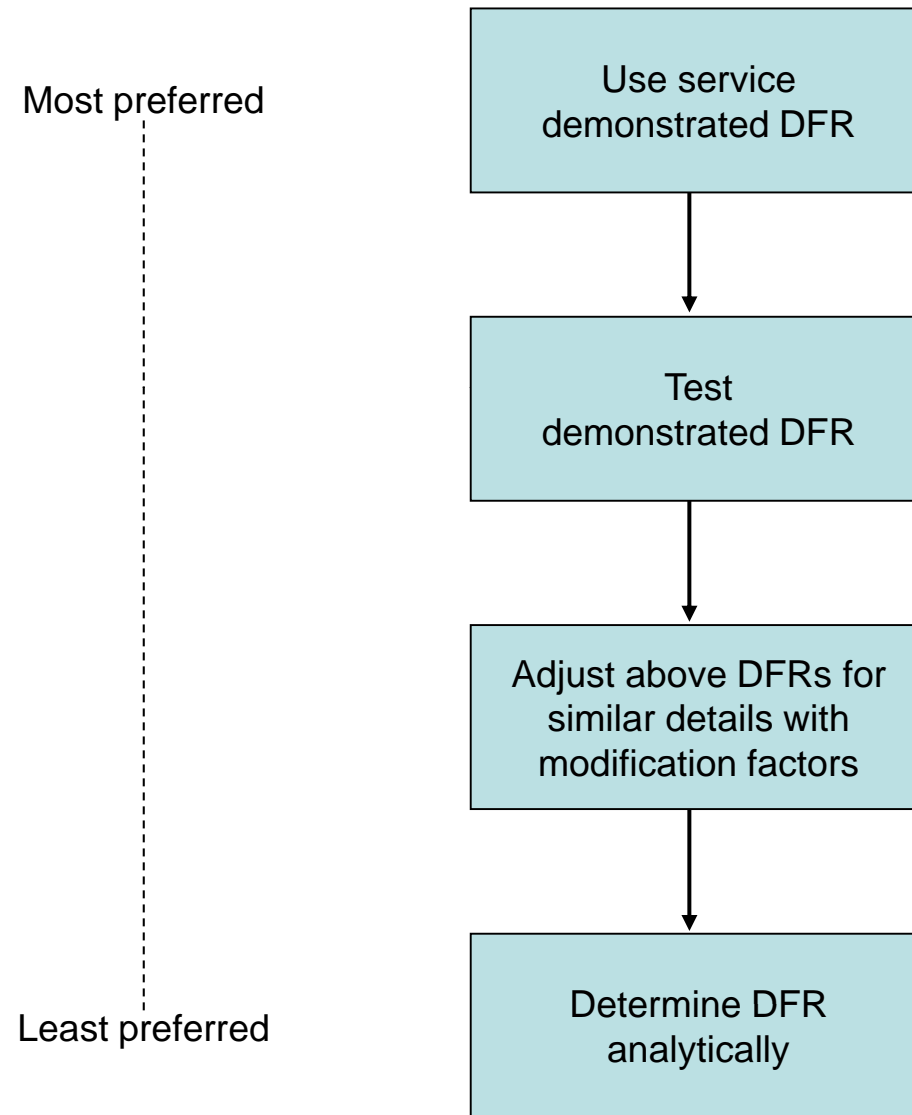 Most preferred
Use service
demonstrated DFR
Test
demonstrated DFR
Adjust above DFRs for
similar details with
modification factors
Least preferred
Determine DFR
analytically